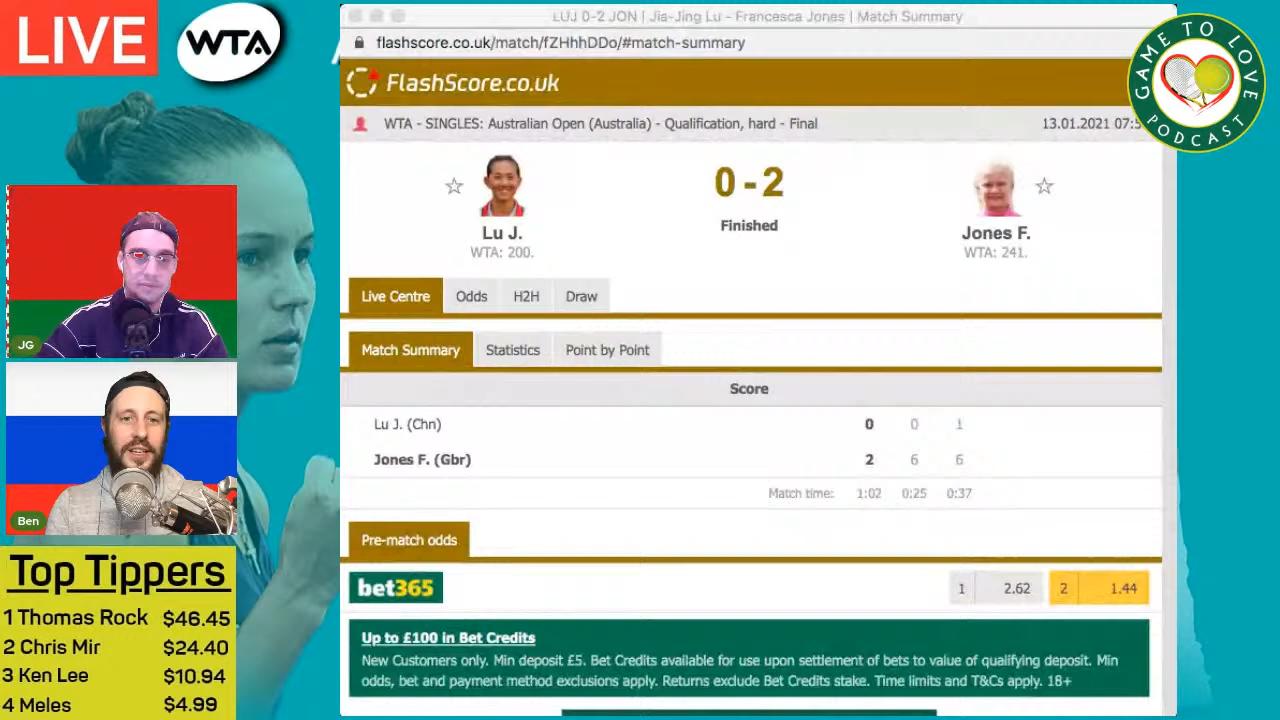 LIVE
WTA
LUJ 0-2 JON | Jia-Jing Lu - Francesca Jones | Match Summary
flashscore.co.uk/match/fZHhhDDo/#match-summary
GAME TO LOVE
PODCAST
FlashScore.co.uk
WTA - SINGLES: Australian Open (Australia) - Qualification, hard - Final
13.01.2021 07:5
0 - 2
Finished
Lu J.
WTA: 200.
Jones F.
WTA: 241.
Live Centre Odds H2H Draw
Match Summary Statistics Point by Point
Score
Lu J. (Chn) 0 0 1
Jones F. (Gbr) 2 6 6
Match time: 1:02 0:25 0:37
Pre-match odds
bet365 1 2.62 2 1.44
Up to £100 in Bet Credits
New Customers only. Min deposit £5. Bet Credits available for use upon settlement of bets to value of qualifying deposit. Min
odds, bet and payment method exclusions apply. Returns exclude Bet Credits stake. Time limits and T&Cs apply. 18+
JG
Ben
Top Tippers
1 Thomas Rock $46.45
2 Chris Mir $24.40
3 Ken Lee $10.94
4 Meles $4.99